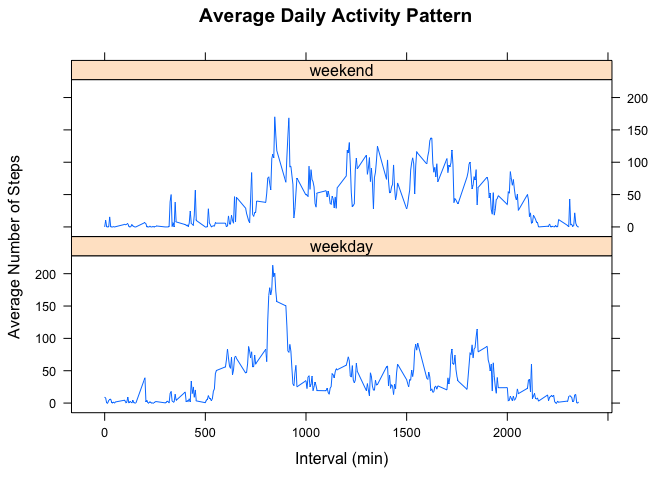 Average Daily Activity Pattern
weekend
200
150
100
50
0
weekday
200
150
100
50
0
Average Number of Steps
0 500 1000 1500 2000
Interval (min)